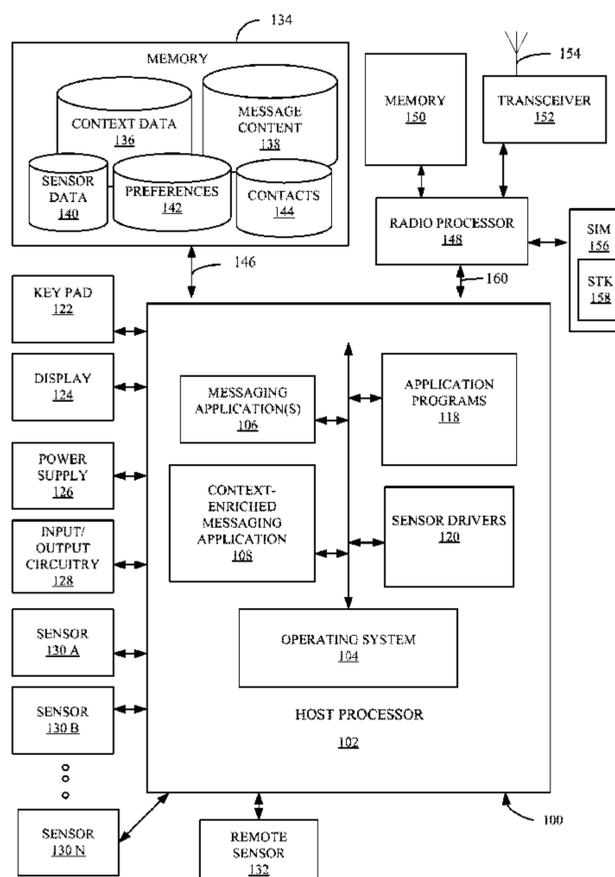 134
MEMORY
CONTEXT DATA
136
MESSAGE
CONTENT
138
SENSOR
DATA
140
PREFERENCES
142
CONTACTS
144
146
MEMORY
150
154
TRANSCEIVER
152
RADIO PROCESSOR
148
160
SIM
156
STK
158
KEY PAD
122
DISPLAY
124
POWER
SUPPLY
126
INPUT/
OUTPUT
CIRCUITRY
128
SENSOR
130 A
SENSOR
130 B
SENSOR
130 N
MESSAGING
APPLICATION(S)
106
APPLICATION
PROGRAMS
118
CONTEXT-
ENRICHED
MESSAGING
APPLICATION
108
SENSOR DRIVERS
120
OPERATING SYSTEM
104
HOST PROCESSOR
102
100
REMOTE
SENSOR
132